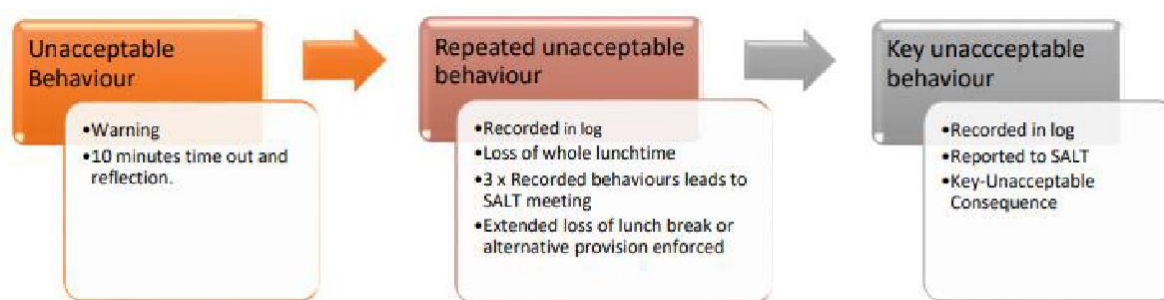 Unacceptable
Behaviour
•Warning
•10 minutes time out and
reflection.
Repeated unacceptable
behaviour
•Recorded in log
•Loss of whole lunchtime
•3 x Recorded behaviours leads to
SALT meeting
•Extended loss of lunch break or
alternative provision enforced
Key unaccceptable
behaviour
•Recorded in log
•Reported to SALT
•Key-Unacceptable
Consequence